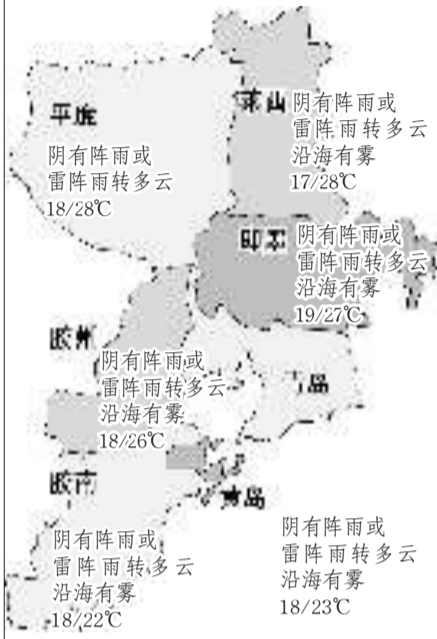 平度
阴有阵雨或
雷阵雨转多云
18/28℃
莱西
阴有阵雨或
雷阵雨转多云
沿海有雾
17/28℃
即墨
阴有阵雨或
雷阵雨转多云
沿海有雾
19/27℃
胶州
阴有阵雨或
雷阵雨转多云
沿海有雾
18/26℃
青岛
胶南
阴有阵雨或
雷阵雨转多云
沿海有雾
18/22℃
黄岛
阴有阵雨或
雷阵雨转多云
沿海有雾
18/23℃